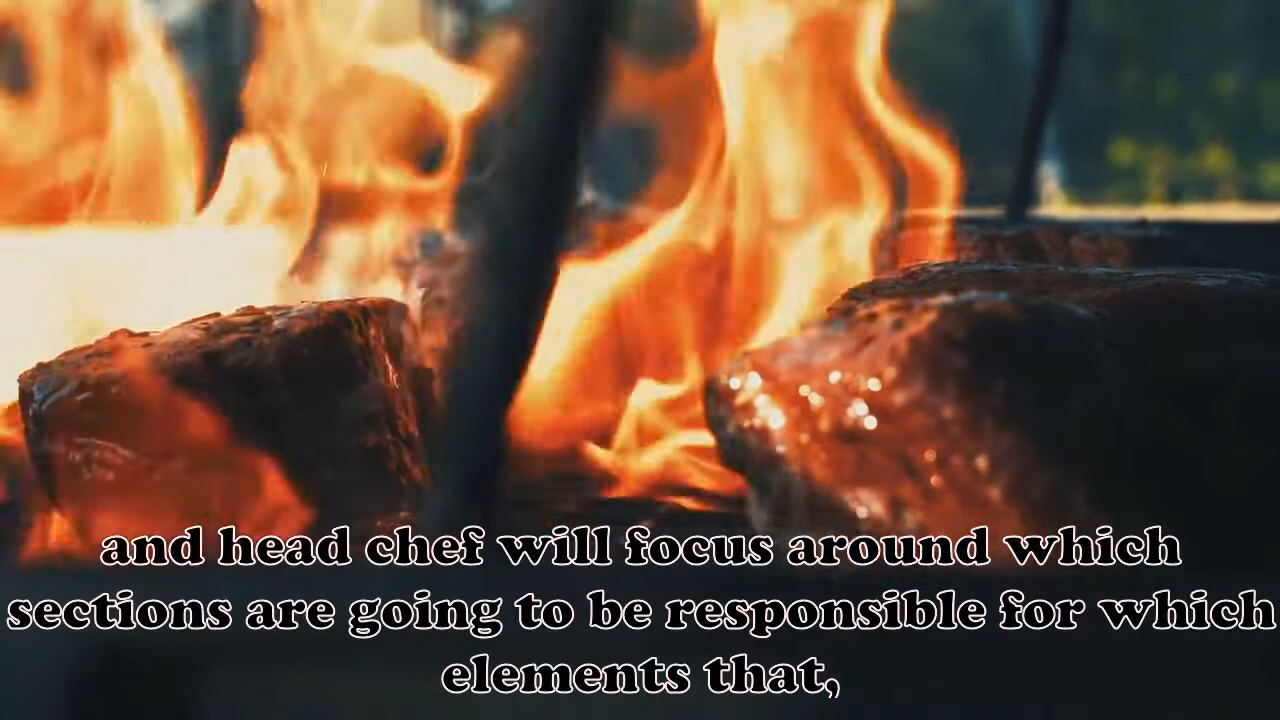 and head chef will focus around which
sections are going to be responsible for which
elements that,